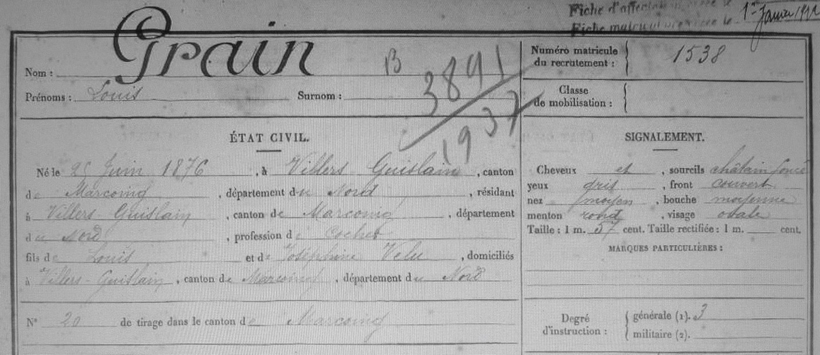 Fiche d'affectation
Fiche matricule 1er Janvier
Nom : Grain B
Prénoms : Louis Surnom :
3891
1937
Numéro matricule du recrutement : 1538
Classe de mobilisation :
ÉTAT CIVIL.
Né le 25 Juin 1876, à Villers Guislain, canton
de Marcoing, département du Nord, résidant
à Villers-Guislain, canton de Marcoing, département
du Nord, profession de Cocher
fils de Louis et de Joséphine Velu, domiciliés
à Villers-Guislain, canton de Marcoing, département du Nord
N° 20 de tirage dans le canton de Marcoing
SIGNALEMENT.
Cheveux et, sourcils châtain foncé
yeux gris, front couvert
nez moyen, bouche moyenne
menton rond, visage ovale
Taille : 1 m. 57 cent. Taille rectifiée : 1 m. cent.
MARQUES PARTICULIÈRES :
Degré d'instruction : générale (1). 3
militaire (2).